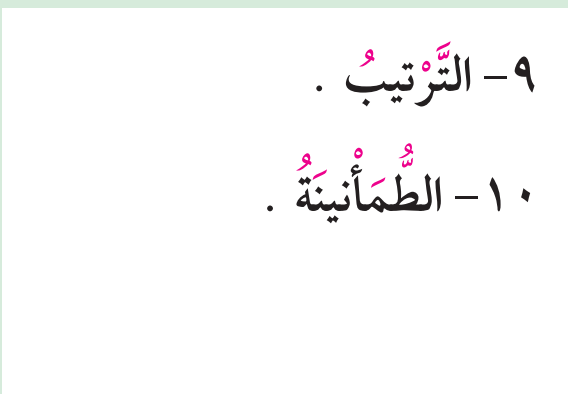 ٩– التَّرْتيبُ .
١٠– الطُّمَأْنينَةُ .